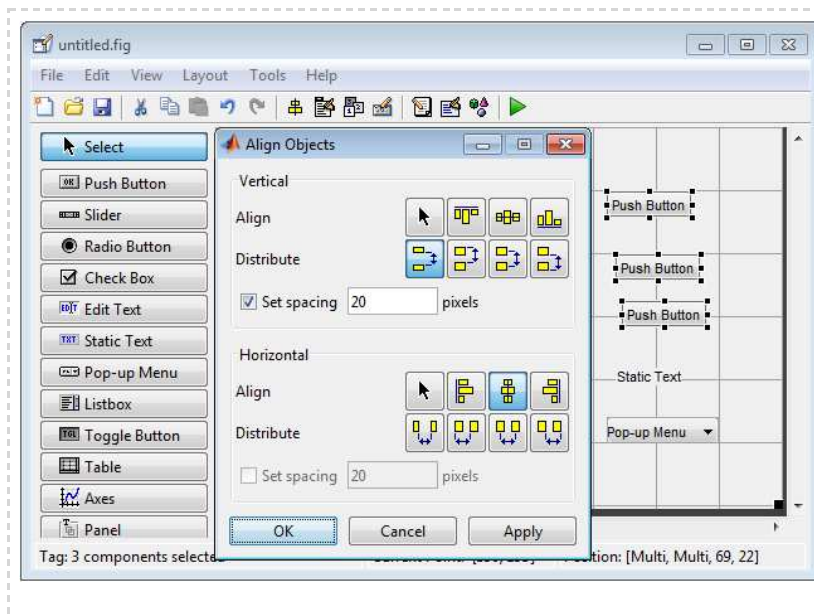 untitled.fig
File Edit View Layout Tools Help
Select
Push Button
Slider
Radio Button
Check Box
Edit Text
Static Text
Pop-up Menu
Listbox
Toggle Button
Table
Axes
Panel
Align Objects
Vertical
Align
Distribute
Set spacing 20 pixels
Horizontal
Align
Distribute
Set spacing 20 pixels
OK Cancel Apply
Push Button
Push Button
Push Button
Static Text
Pop-up Menu
Tag: 3 components selecte
tion: [Multi, Multi, 69, 22]